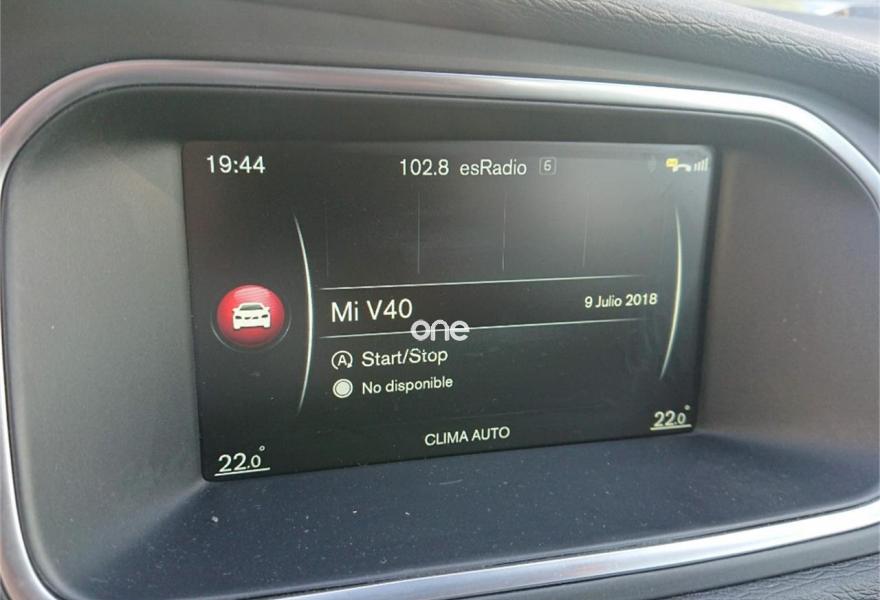 19:44
102.8 esRadio 6
Mi V40
9 Julio 2018
one
A Start/Stop
No disponible
CLIMA AUTO
22.0°
22.0°